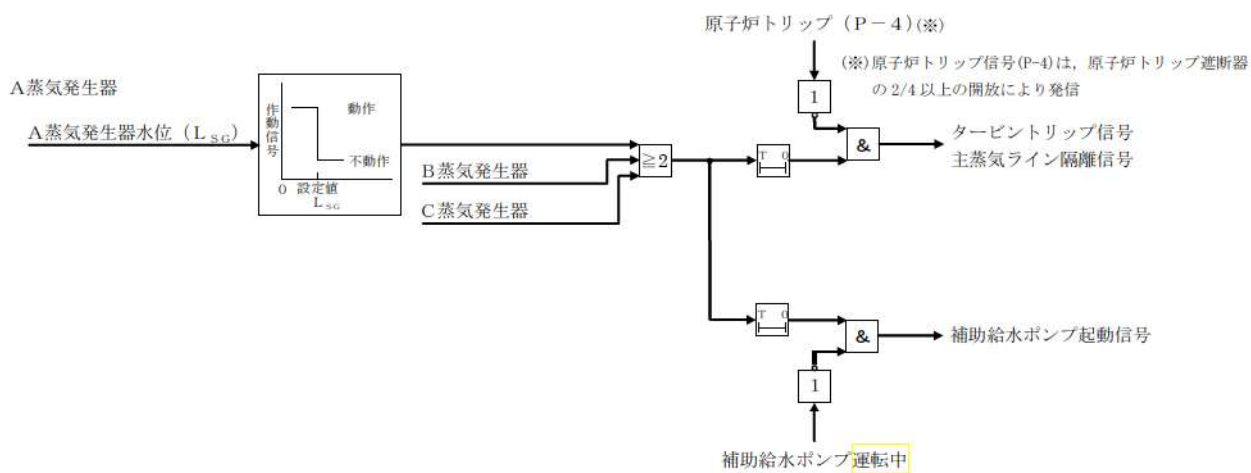 原子炉トリップ（Ｐ－４）(※)
(※)原子炉トリップ信号(P-4)は，原子炉トリップ遮断器
の 2/4 以上の開放により発信
1
Ａ蒸気発生器
Ａ蒸気発生器水位（ＬＳＧ）
作動信号
動作
不動作
0
設定値
ＬＳＧ
Ｂ蒸気発生器
Ｃ蒸気発生器
≧2
T 0
&
タービントリップ信号
主蒸気ライン隔離信号
T 0
&
補助給水ポンプ起動信号
1
補助給水ポンプ運転中